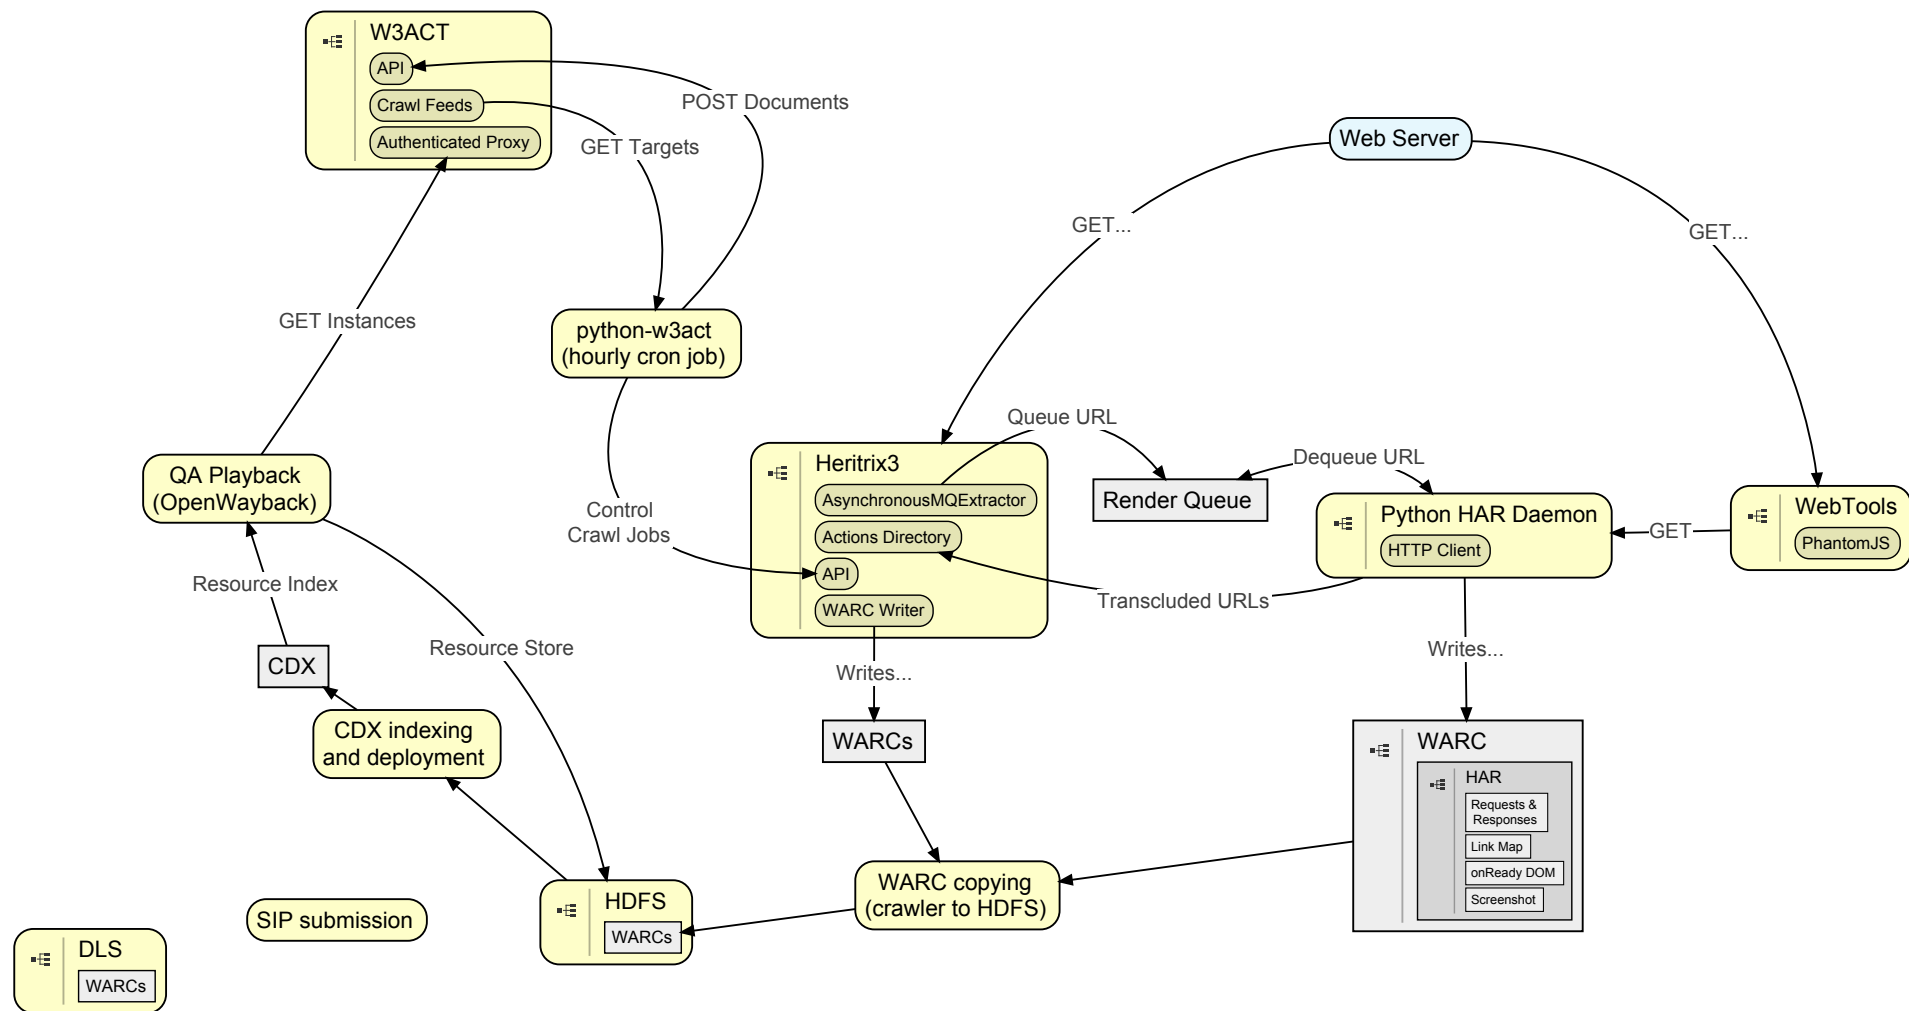 W3ACT
API
Crawl Feeds
Authenticated Proxy
POST Documents
GET Targets
Web Server
GET...
GET...
GET Instances
python-w3act
(hourly cron job)
Queue URL
Heritrix3
AsynchronousMQExtractor
Actions Directory
API
WARC Writer
Dequeue URL
Render Queue
Python HAR Daemon
HTTP Client
GET
WebTools
PhantomJS
QA Playback
(OpenWayback)
Control
Crawl Jobs
Resource Index
Transcluded URLs
Resource Store
CDX
Writes...
Writes...
CDX indexing
and deployment
WARCs
WARC
HAR
Requests &
Responses
Link Map
onReady DOM
Screenshot
WARC copying
(crawler to HDFS)
HDFS
WARCs
SIP submission
DLS
WARCs